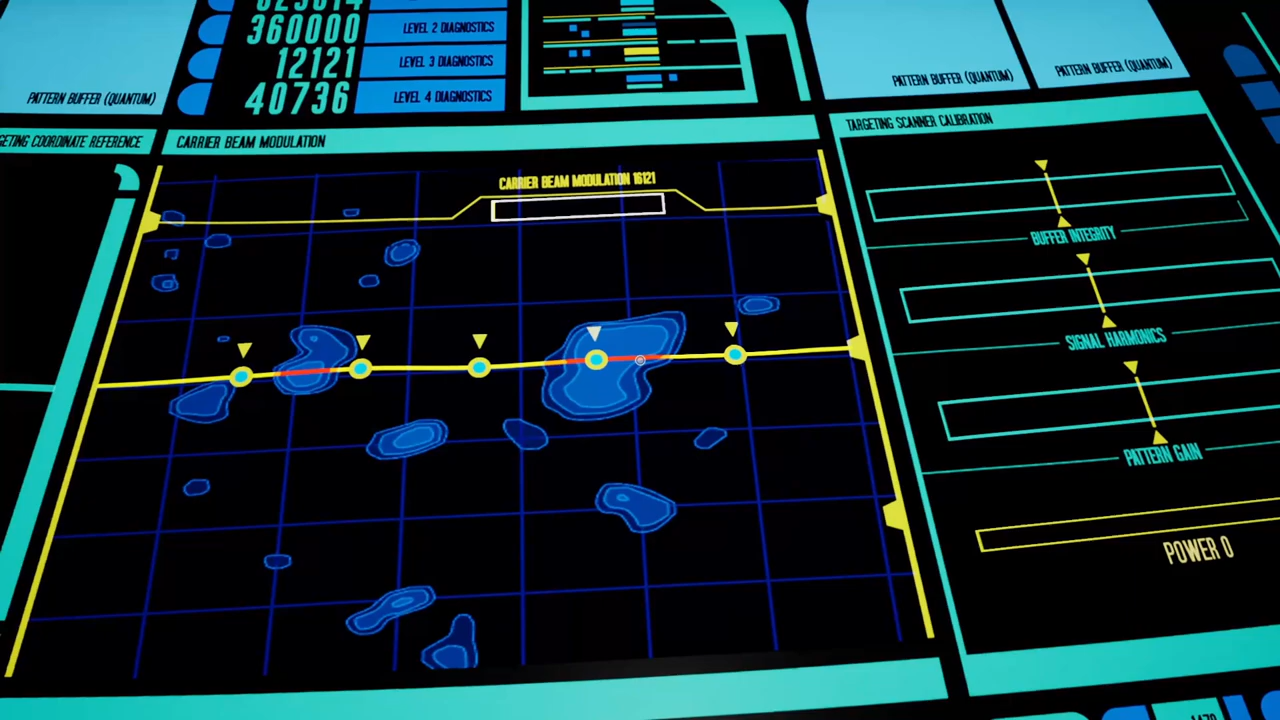 360000
12121
40736
LEVEL 2 DIAGNOSTICS
LEVEL 3 DIAGNOSTICS
LEVEL 4 DIAGNOSTICS
PATTERN BUFFER (QUANTUM)
PATTERN BUFFER (QUANTUM)
PATTERN BUFFER (QUANTUM)
COORDINATE REFERENCE
CARRIER BEAM MODULATION
CARRIER BEAM MODULATION 16121
TARGETING SCANNER CALIBRATION
BUFFER INTEGRITY
SIGNAL HARMONICS
PATTERN GAIN
POWER 0